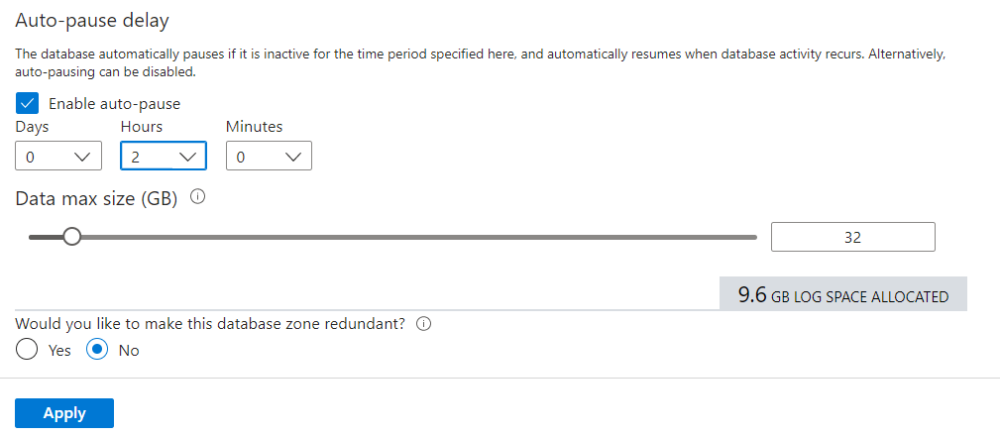 Auto-pause delay
The database automatically pauses if it is inactive for the time period specified here, and automatically resumes when database activity recurs. Alternatively,
auto-pausing can be disabled.
Enable auto-pause
Days Hours Minutes
0 2 0
Data max size (GB)
32
9.6 GB LOG SPACE ALLOCATED
Would you like to make this database zone redundant?
Yes No
Apply